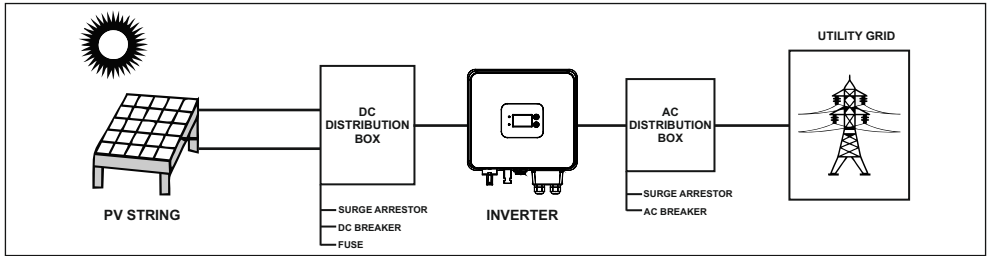 UTILITY GRID
DC
DISTRIBUTION
BOX
AC
DISTRIBUTION
BOX
PV STRING
SURGE ARRESTOR
DC BREAKER
FUSE
INVERTER
SURGE ARRESTOR
AC BREAKER